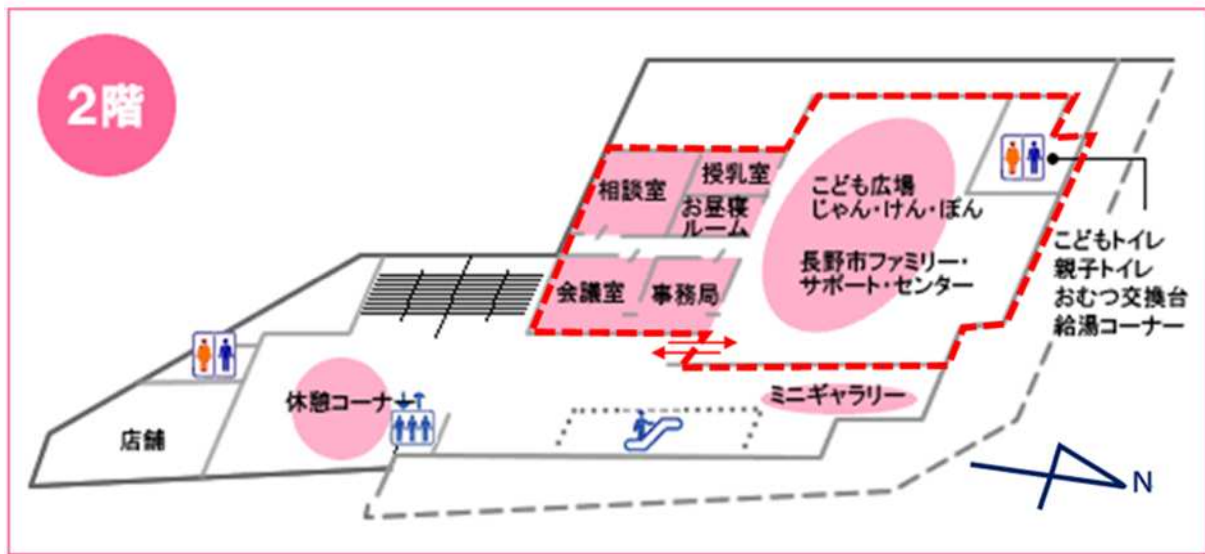 2階
相談室
授乳室
お昼寝
ルーム
こども広場
じゃん・けん・ぽん
長野市ファミリー・
サポート・センター
こどもトイレ
親子トイレ
おむつ交換台
給湯コーナー
会議室
事務局
休憩コーナー
ミニギャラリー
店舗
N